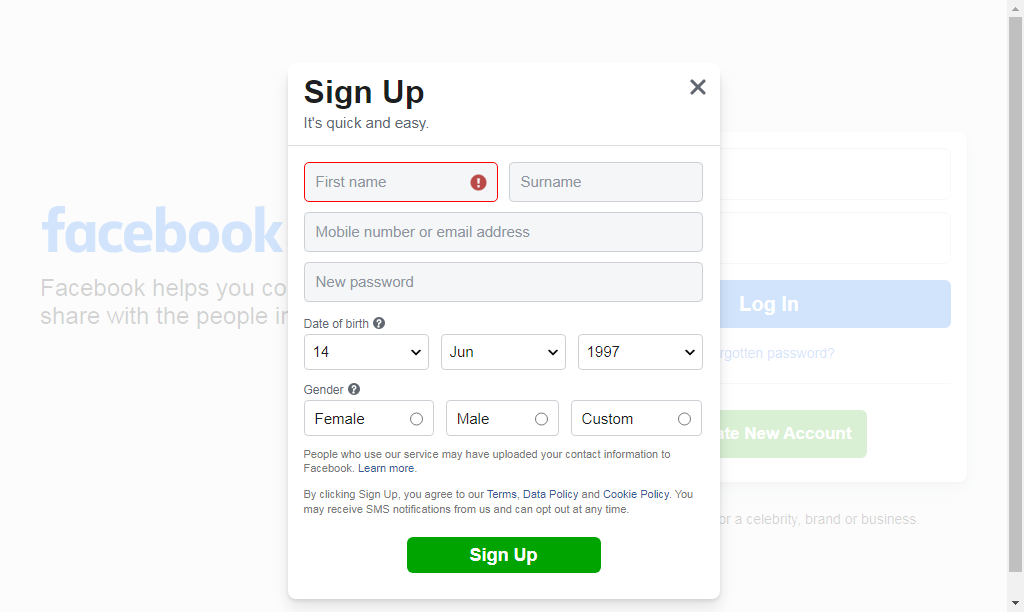 Sign Up
It's quick and easy.
First name
Surname
Mobile number or email address
New password
Date of birth
14
Jun
1997
Gender
Female
Male
Custom
People who use our service may have uploaded your contact information to
Facebook. Learn more.
By clicking Sign Up, you agree to our Terms, Data Policy and Cookie Policy. You
may receive SMS notifications from us and can opt out at any time.
Sign Up
facebook
Facebook helps you
share with the people
Log In
password?
New Account
or a celebrity, brand or business.